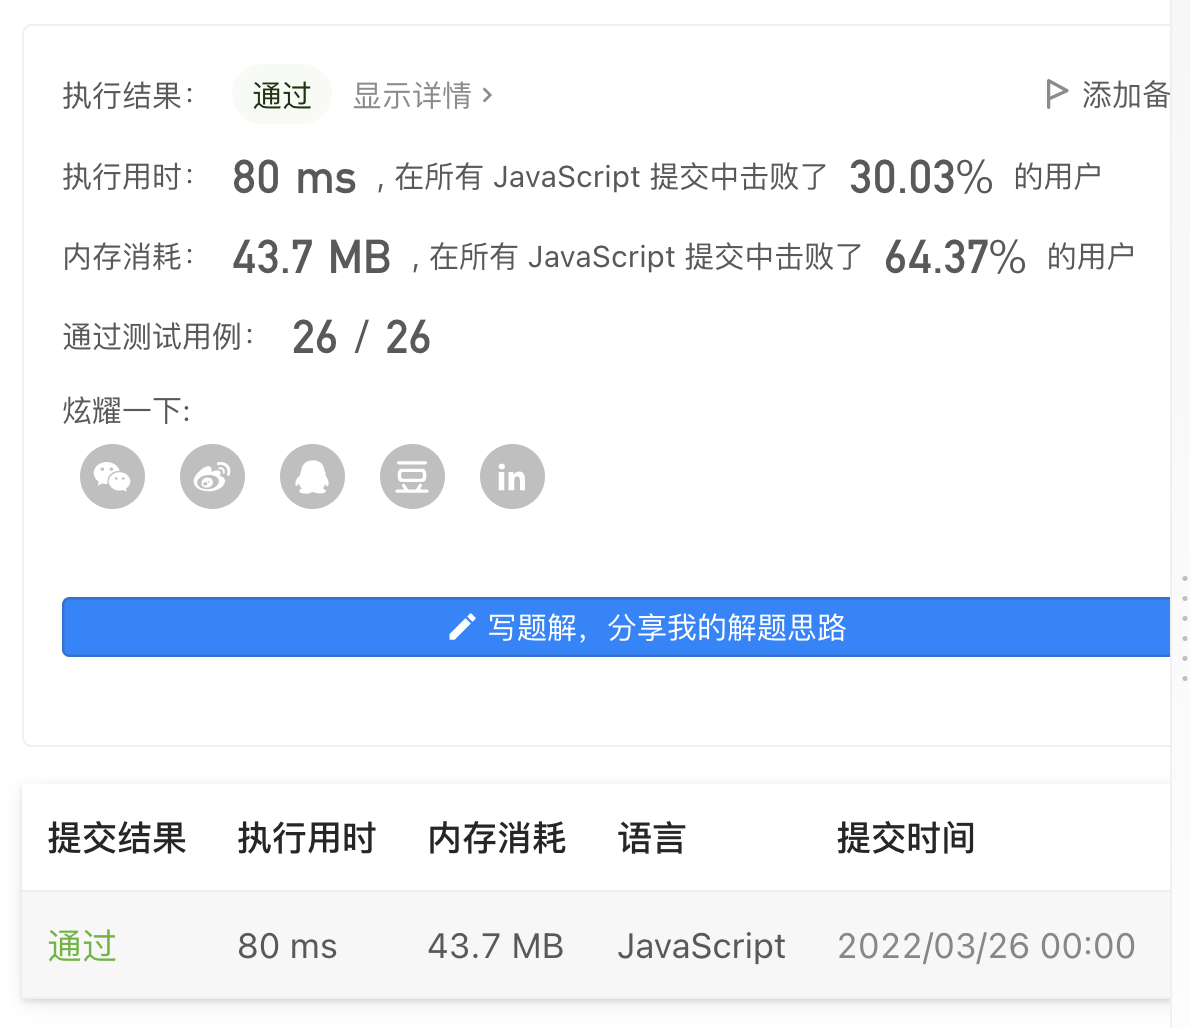 执行结果： 通过 显示详情 > 添加备
执行用时： 80 ms , 在所有 JavaScript 提交中击败了 30.03% 的用户
内存消耗： 43.7 MB , 在所有 JavaScript 提交中击败了 64.37% 的用户
通过测试用例： 26 / 26
炫耀一下:
豆 in
写题解，分享我的解题思路
提交结果 执行用时 内存消耗 语言 提交时间
通过 80 ms 43.7 MB JavaScript 2022/03/26 00:00